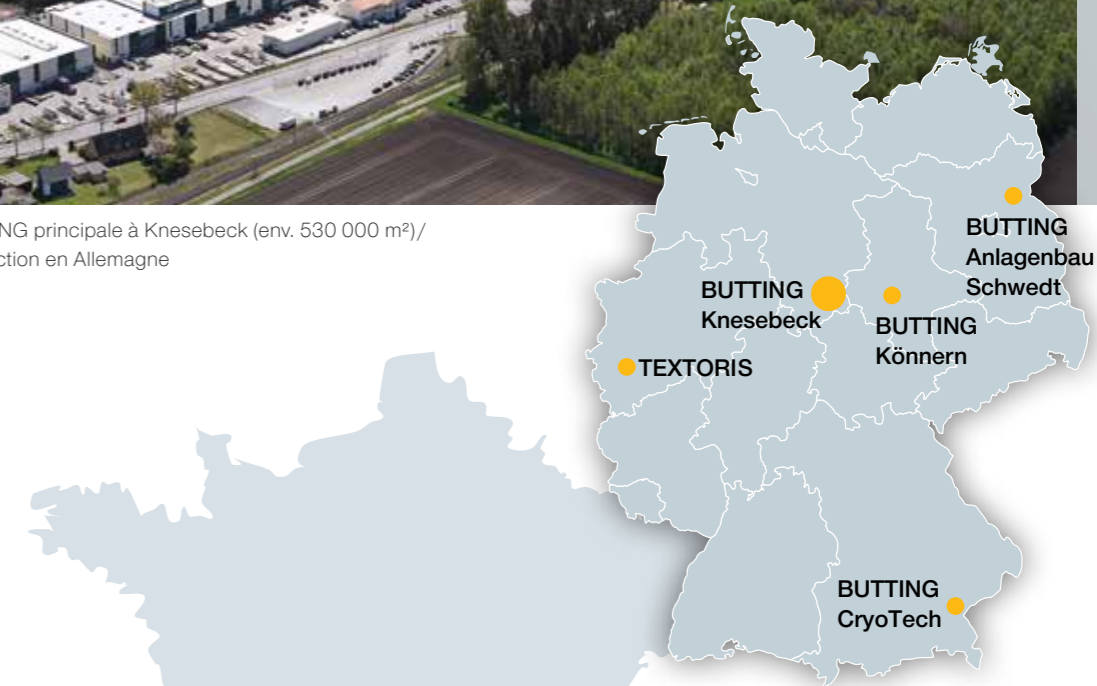 NG principale à Knesebeck (env. 530 000 m²)/
ction en Allemagne
BUTTING
Anlagenbau
Schwedt
BUTTING
Knesebeck
BUTTING
Könnern
TEXTORIS
BUTTING
CryoTech